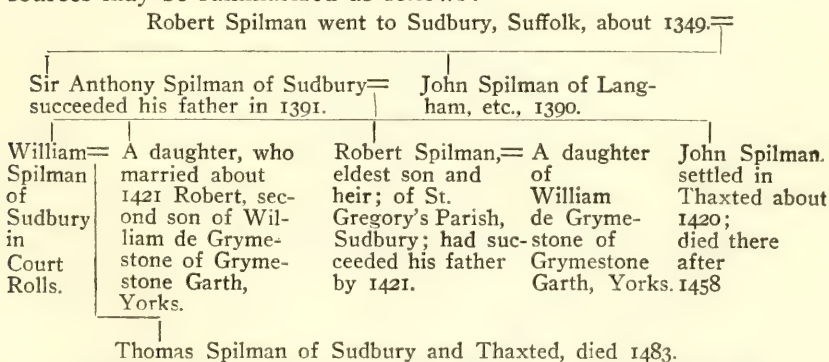 sources may be summarised as follows :
Robert Spilman went to Sudbury, Suffolk, about 1349.=
Sir Anthony Spilman of Sudbury=
succeeded his father in 1391.
John Spilman of Lang-
ham, etc., 1390.
William=
Spilman
of
Sudbury
in
Court
Rolls.
A daughter, who
married about
1421 Robert, sec-
ond son of Wil-
liam de Gryme-
stone of Gryme-
stone Garth,
Yorks.
Robert Spilman,=
eldest son and
heir; of St.
Gregory's Parish,
Sudbury; had suc-
ceeded his father
by 1421.
A daughter
of
William
de Gryme-
stone of
Grymestone
Garth, Yorks.
John Spilman.
settled in
Thaxted about
1420;
died there
after
1458
Thomas Spilman of Sudbury and Thaxted, died 1483.